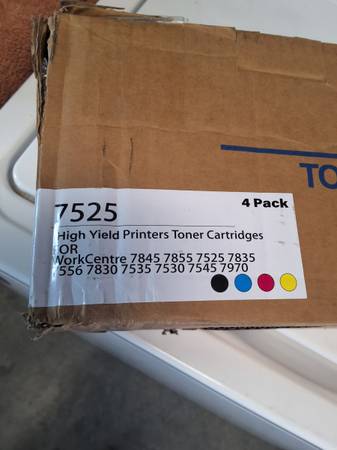 4 Pack
7525
High Yield Printers Toner Cartridges
FOR
WorkCentre 7845 7855 7525 7835
7556 7830 7535 7530 7545 7970
TO